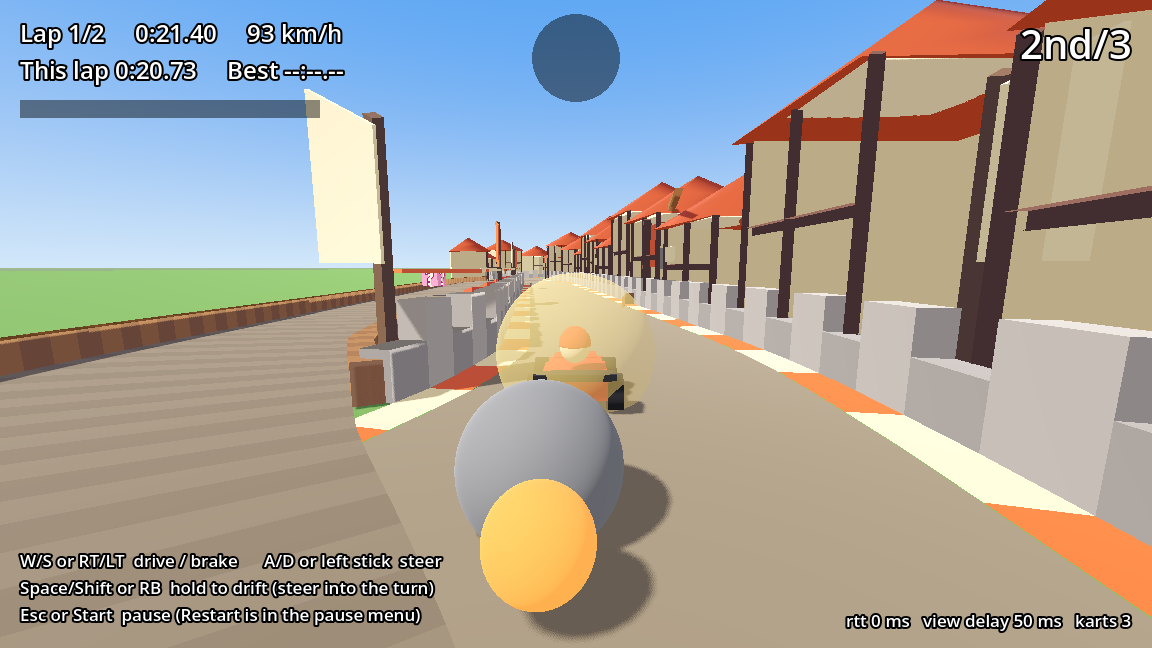 Lap 1/2 0:21.40 93 km/h
2nd/3
This lap 0:20.73 Best --:--.--
W/S or RT/LT drive / brake A/D or left stick steer
Space/Shift or RB hold to drift (steer into the turn)
Esc or Start pause (Restart is in the pause menu)
rtt 0 ms view delay 50 ms karts 3